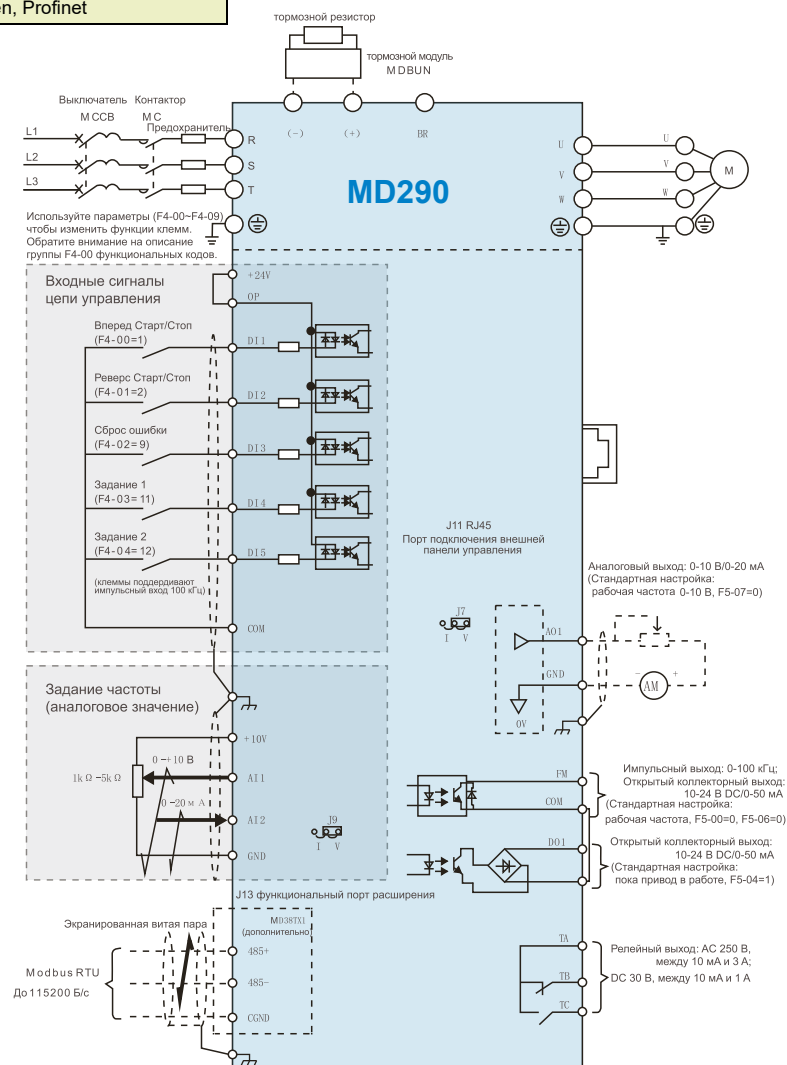 en, Profinet
тормозной резистор
тормозной модуль
MDBUN
Выключатель
Контактор
MCCB
MC
Предохранитель
L1
L2
L3
R
S
T
(-)
(+)
BR
MD290
U
V
W
U
V
W
M
Используйте параметры (F4-00~F4-09)
чтобы изменить функции клемм.
Обратите внимание на описание
группы F4-00 функциональных кодов.
Входные сигналы
цепи управления
+24V
OP
Вперед Старт/Стоп
(F4-00=1)
DI1
Реверс Старт/Стоп
(F4-01=2)
DI2
Сброс ошибки
(F4-02=9)
DI3
Задание 1
(F4-03=11)
DI4
Задание 2
(F4-04=12)
DI5
(клеммы поддердивают
импульсный вход 100 кГц)
COM
J11 RJ45
Порт подключения внешней
панели управления
Аналоговый выход: 0-10 В/0-20 мА
(Стандартная настройка:
рабочая частота 0-10 В, F5-07=0)
J7
I V
AO1
GND
0V
- +
AM
Задание частоты
(аналоговое значение)
+10V
0-+10 В
1kΩ-5kΩ
AI1
0-20мА
AI2
GND
J9
I V
FM
COM
Импульсный выход: 0-100 кГц;
Открытый коллекторный выход:
10-24 В DC/0-50 мА
(Стандартная настройка:
рабочая частота, F5-00=0, F5-06=0)
DO1
Открытый коллекторный выход:
10-24 В DC/0-50 мА
(Стандартная настройка:
пока привод в работе, F5-04=1)
J13 функциональный порт расширения
MD38TX1
(дополнительно)
Экранированная витая пара
485+
485-
CGND
Modbus RTU
До 115200 Б/с
TA
TB
TC
Релейный выход: AC 250 В,
между 10 мА и 3 А;
DC 30 В, между 10 мА и 1 А